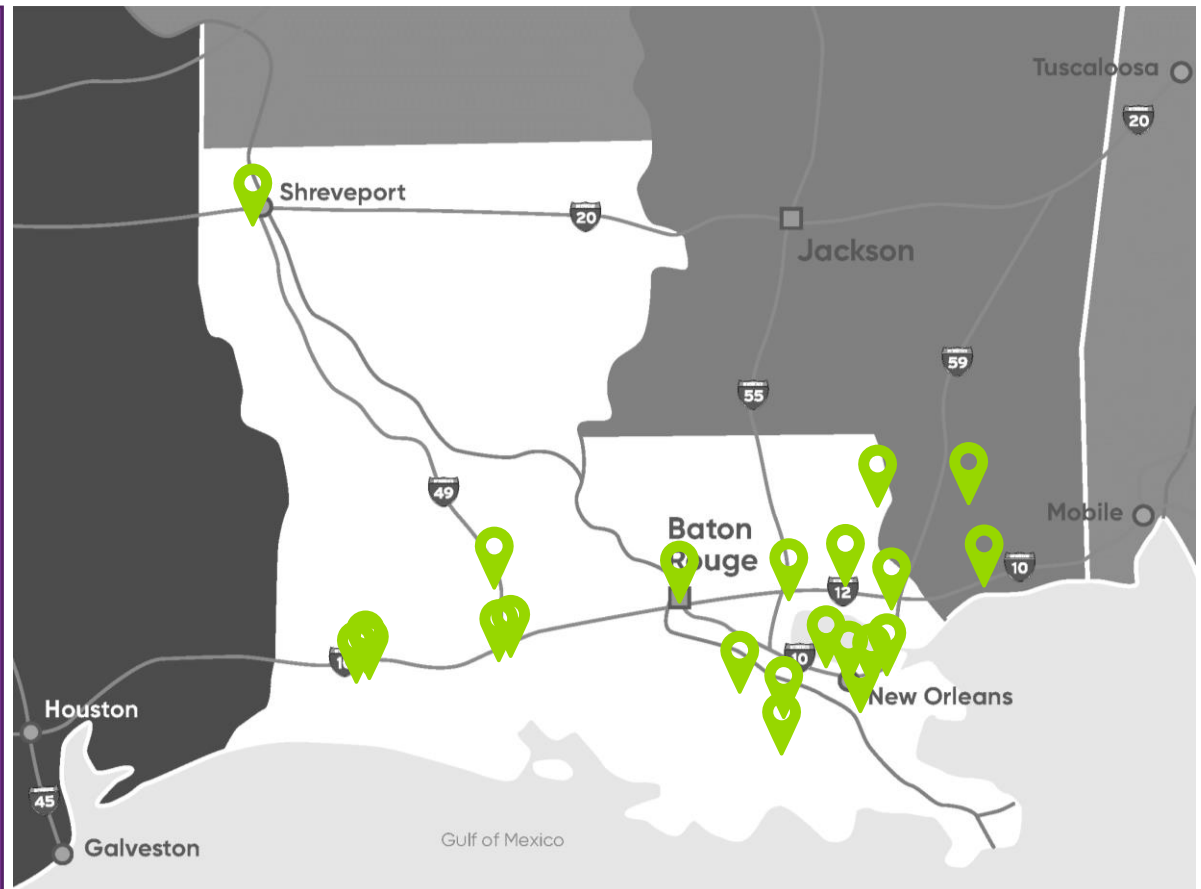 Tuscaloosa
20
Shreveport
20
Jackson
59
55
49
Mobile
Baton
Rouge
10
12
10
New Orleans
Houston
45
Gulf of Mexico
Galveston